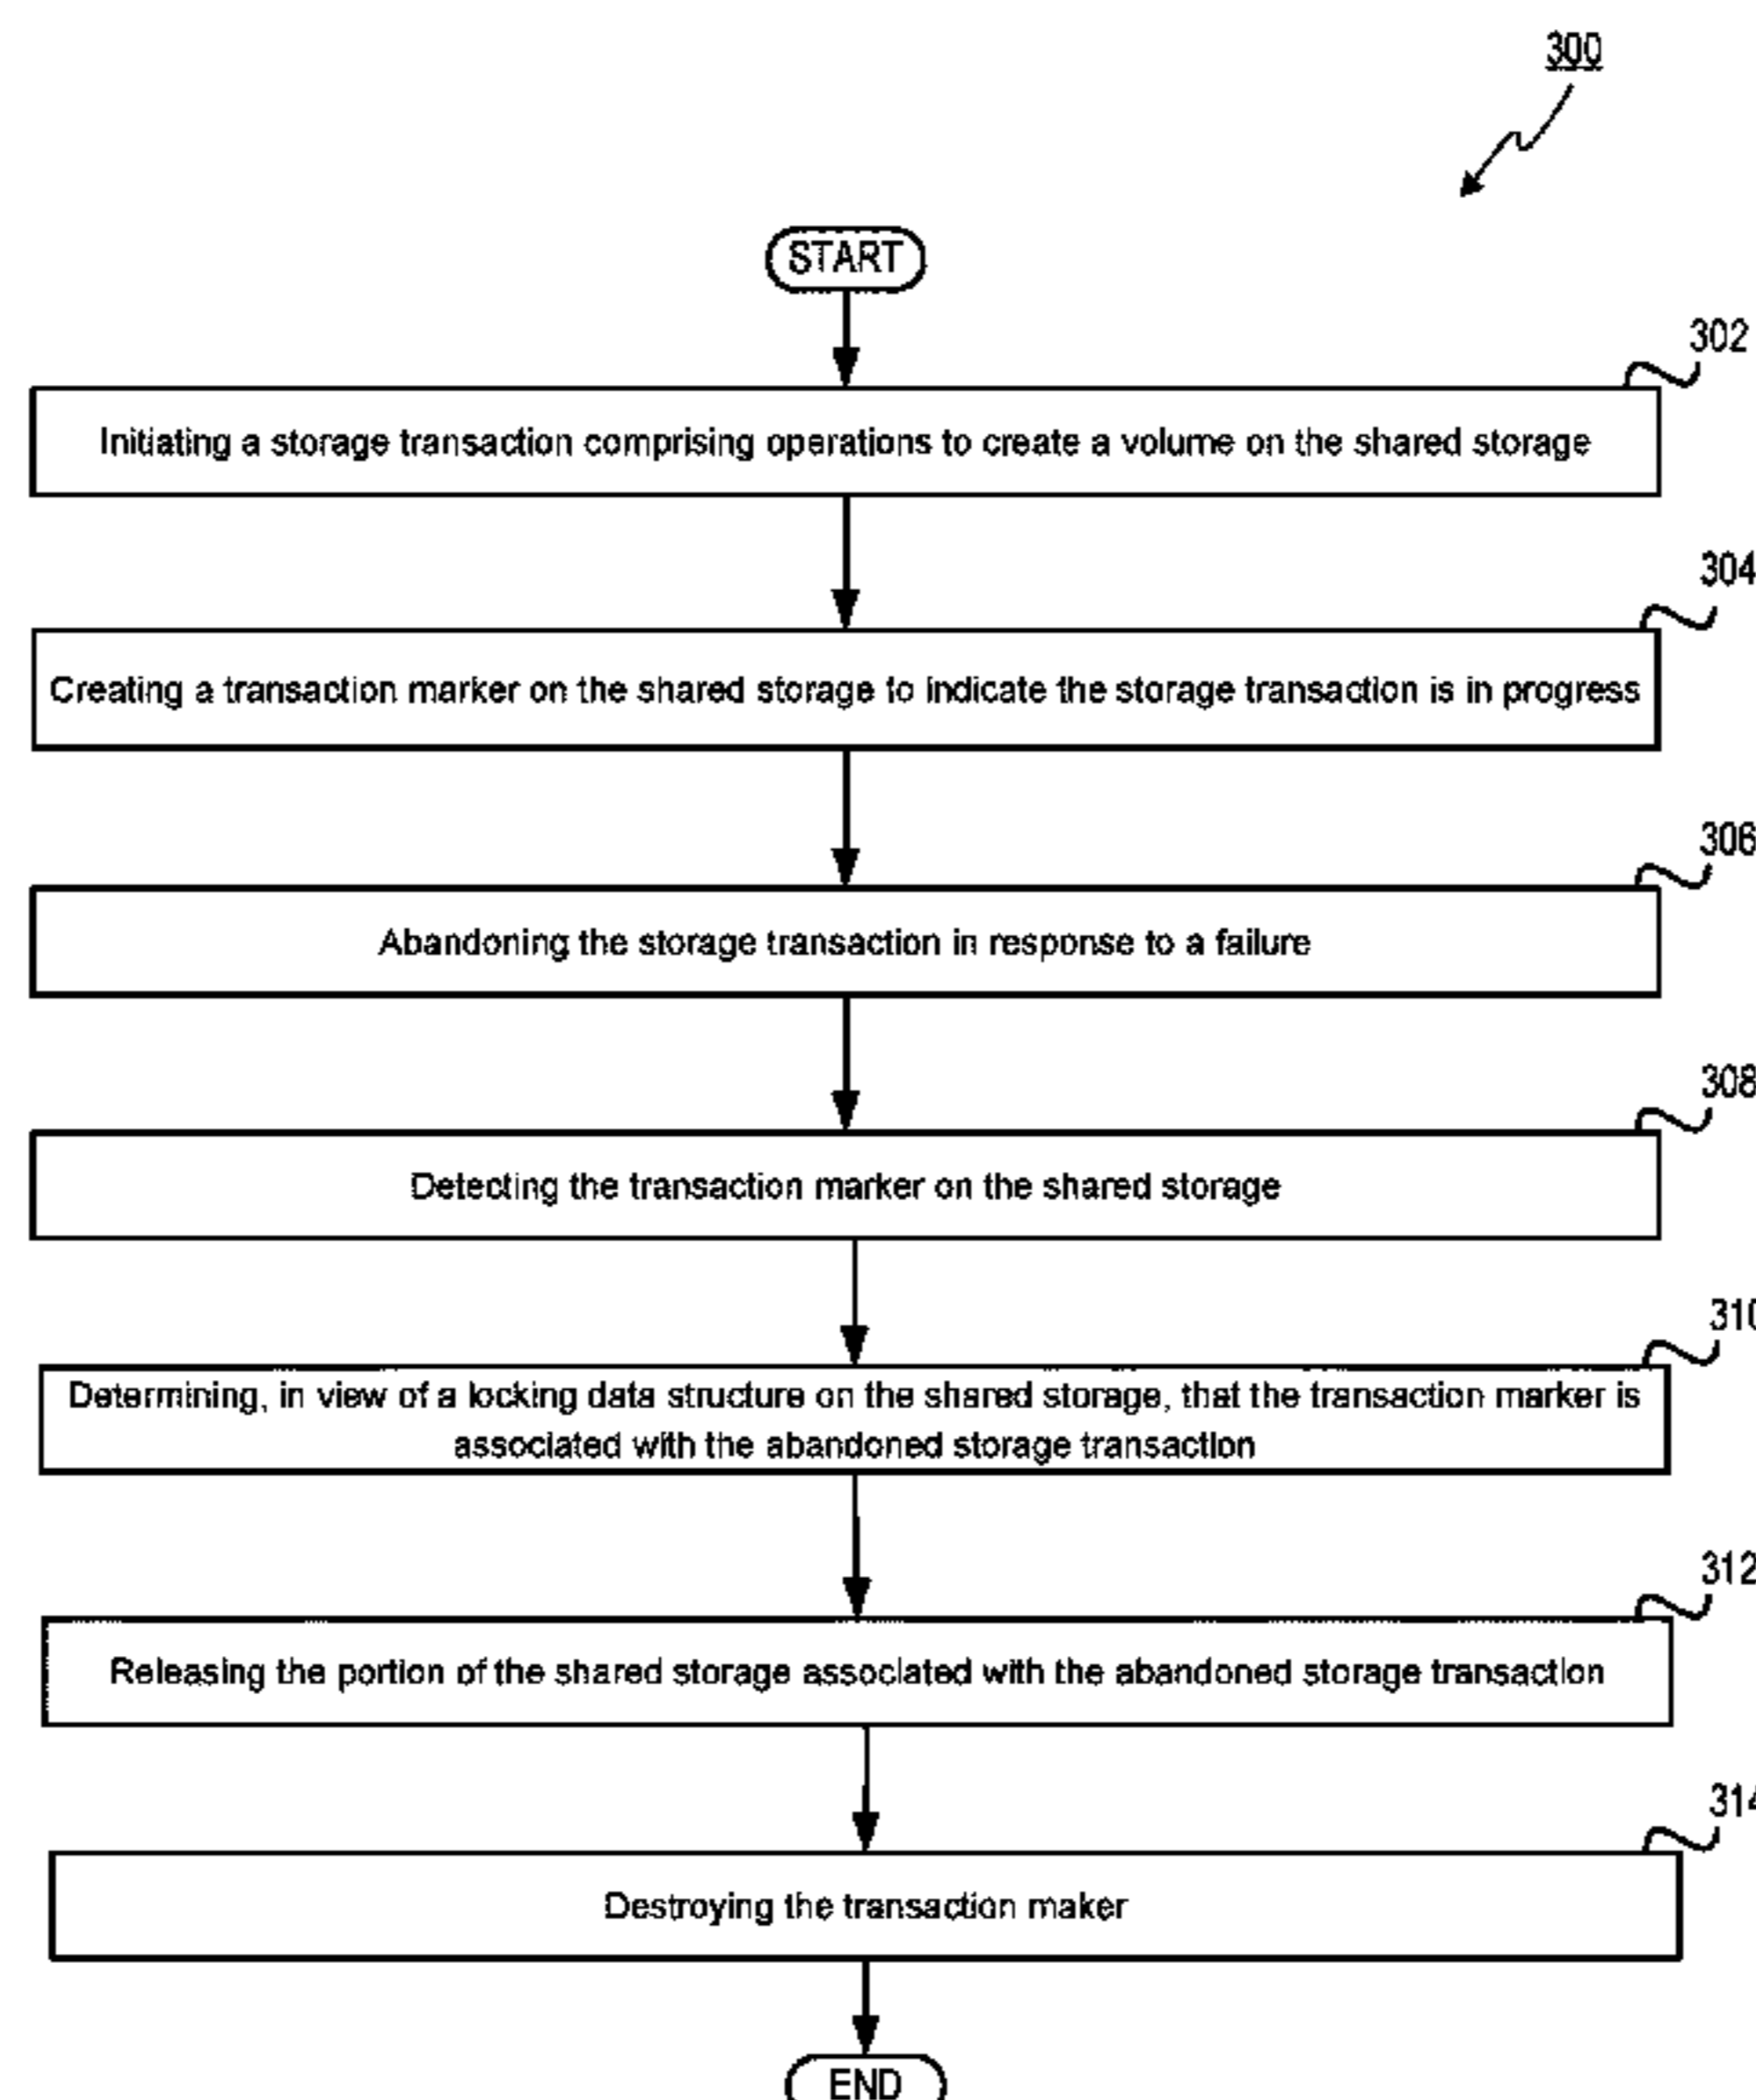 300
START
302
Initiating a storage transaction comprising operations to create a volume on the shared storage
304
Creating a transaction marker on the shared storage to indicate the storage transaction is in progress
306
Abandoning the storage transaction in response to a failure
308
Detecting the transaction marker on the shared storage
310
Determining, in view of a locking data structure on the shared storage, that the transaction marker is
associated with the abandoned storage transaction
312
Releasing the portion of the shared storage associated with the abandoned storage transaction
314
Destroying the transaction maker
END